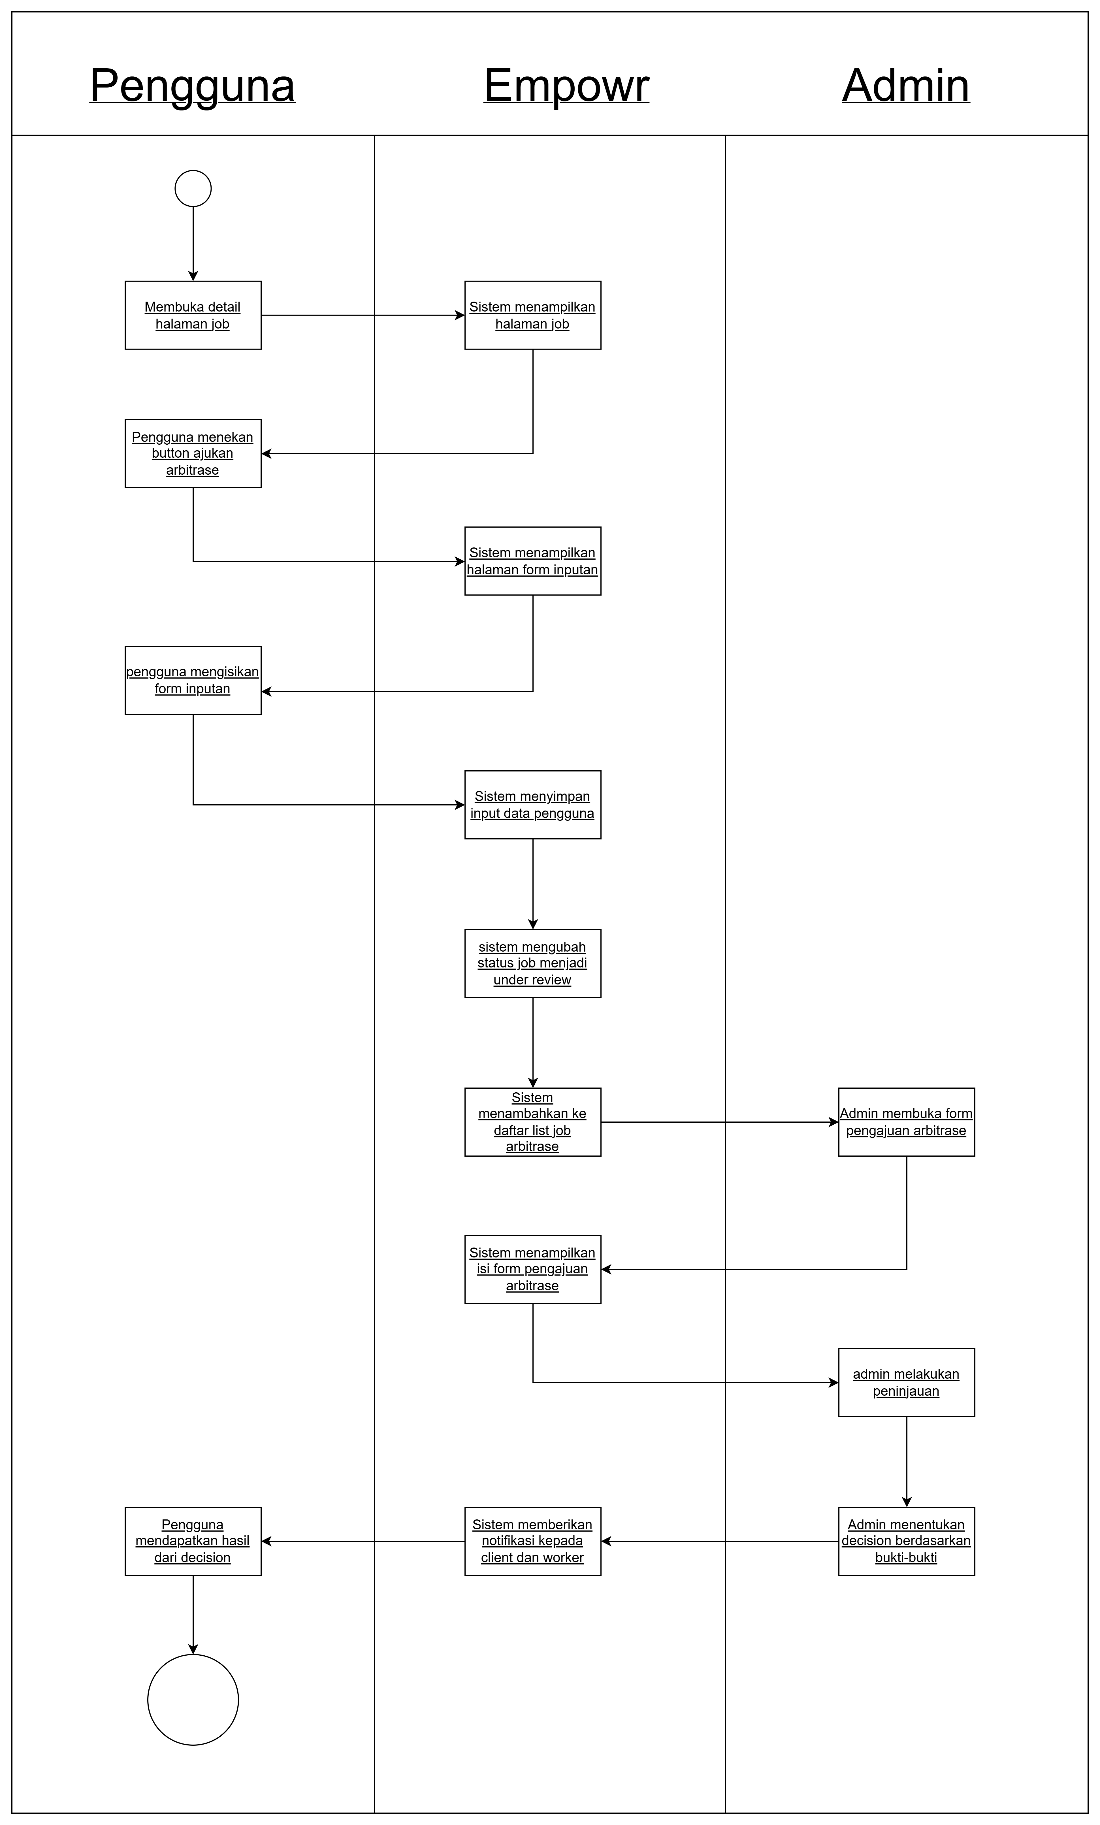 Pengguna
Empowr
Admin
Membuka detail
halaman job
Sistem menampilkan
halaman job
Pengguna menekan
button ajukan
arbitrase
Sistem menampilkan
halaman form inputan
pengguna mengisikan
form inputan
Sistem menyimpan
input data pengguna
sistem mengubah
status job menjadi
under review
Sistem
menambahkan ke
daftar list job
arbitrase
Admin membuka form
pengajuan arbitrase
Sistem menampilkan
isi form pengajuan
arbitrase
admin melakukan
peninjauan
Pengguna
mendapatkan hasil
dari decision
Sistem memberikan
notifikasi kepada
client dan worker
Admin menentukan
decision berdasarkan
bukti-bukti